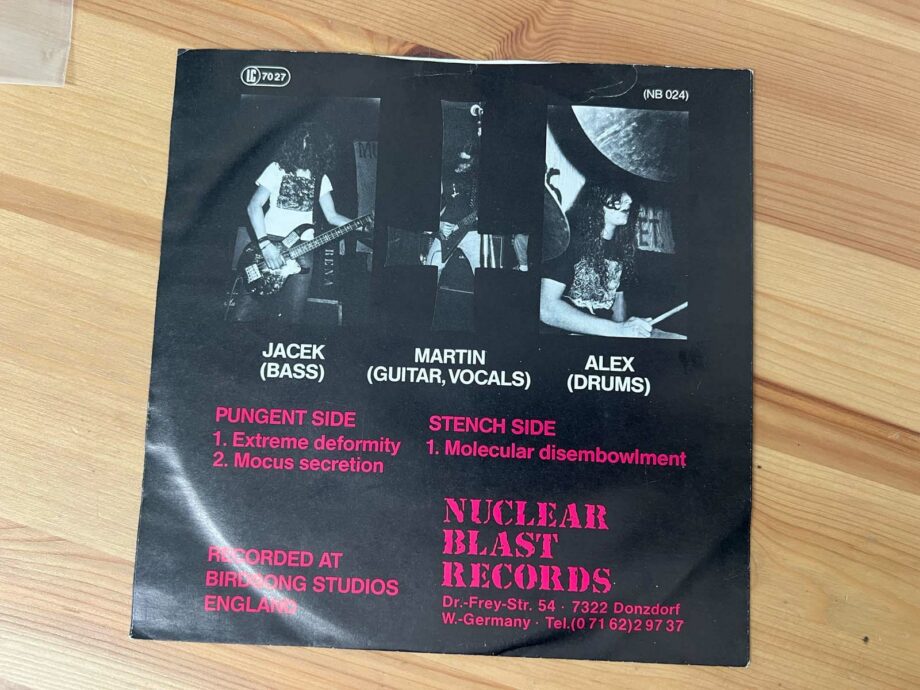 LC 7027
(NB 024)
JACEK
(BASS)
MARTIN
(GUITAR, VOCALS)
ALEX
(DRUMS)
PUNGENT SIDE
1. Extreme deformity
2. Mocus secretion
STENCH SIDE
1. Molecular disembowlment
RECORDED AT
BIRDSONG STUDIOS
ENGLAND
NUCLEAR
BLAST
RECORDS
Dr.-Frey-Str. 54 · 7322 Donzdorf
W.-Germany · Tel.(0 71 62)2 97 37